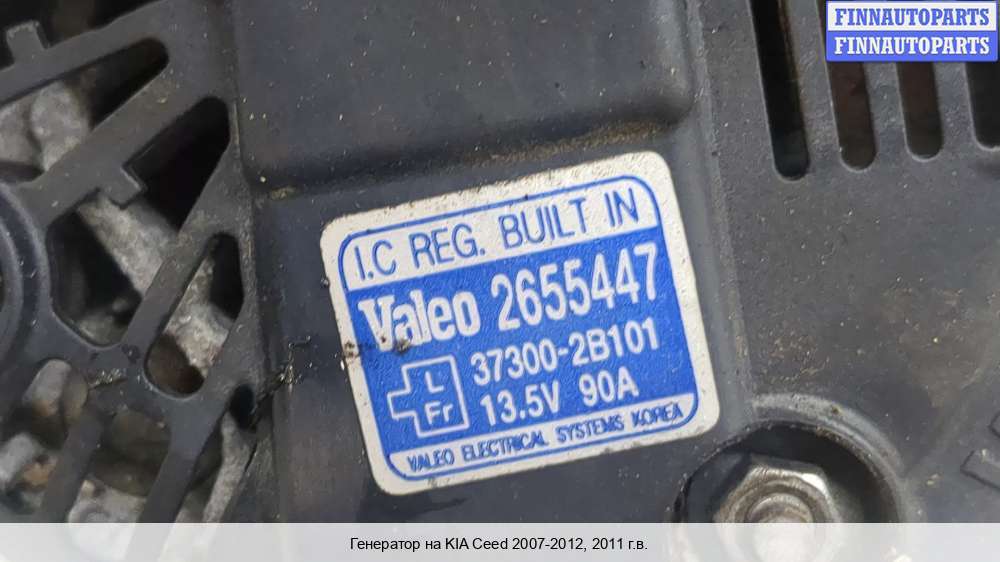 FINNAUTOPARTS
FINNAUTOPARTS
I.C REG. BUILT IN
Valeo 2655447
L
Fr
37300-2B101
13.5V 90A
VALEO ELECTRICAL SYSTEMS KOREA
Генератор на KIA Ceed 2007-2012, 2011 г.в.